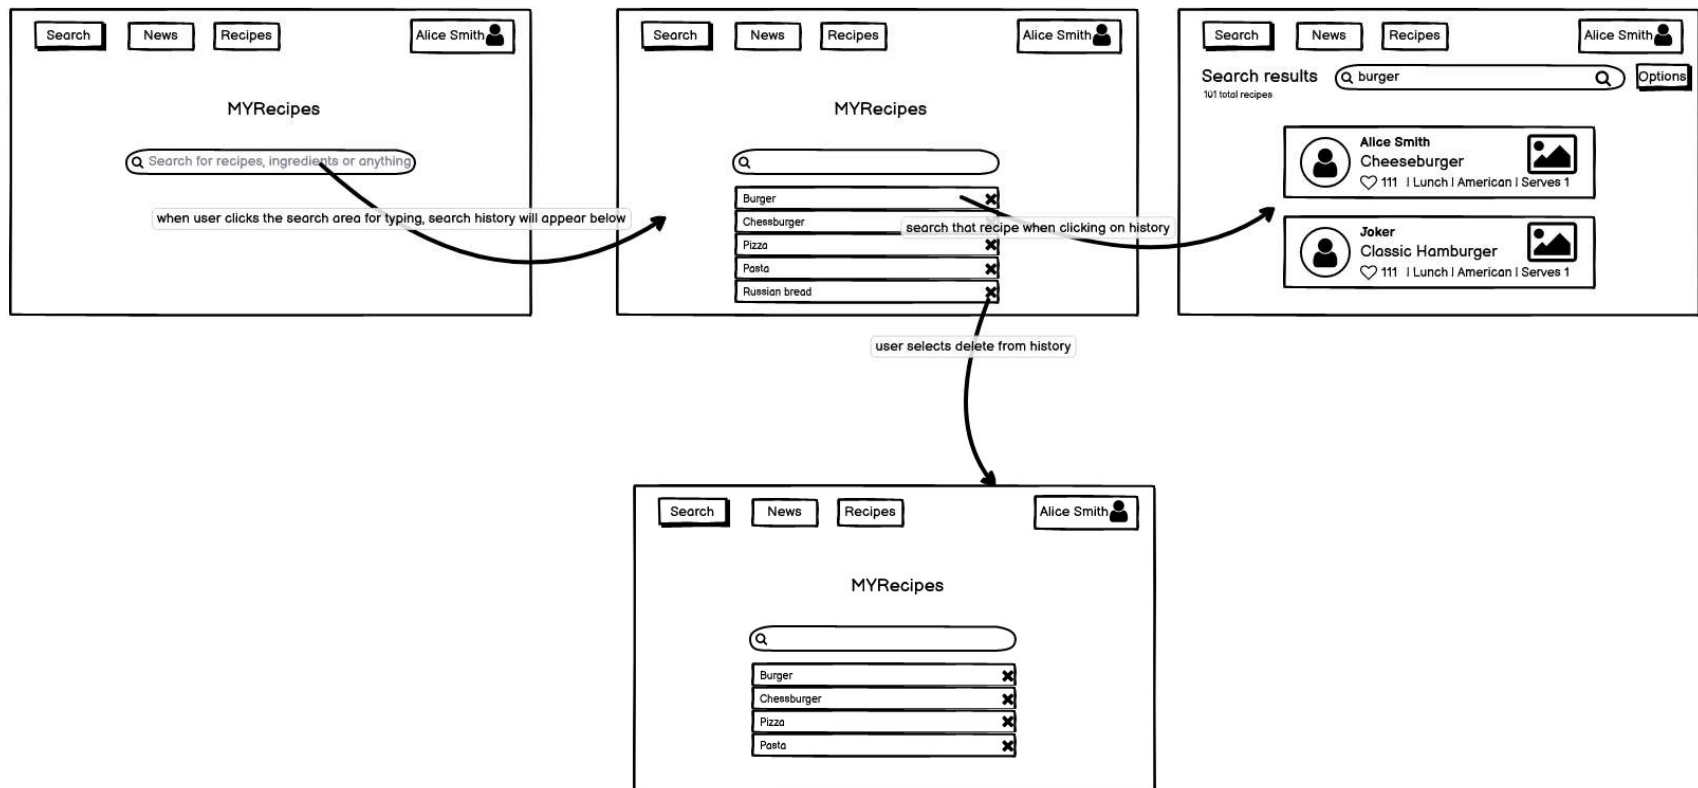 Search News Recipes Alice Smith
MYRecipes
Search for recipes, ingredients or anything
when user clicks the search area for typing, search history will appear below
Search News Recipes Alice Smith
MYRecipes
Burger
Chessburger
Pizza
Pasta
Russian bread
search that recipe when clicking on history
user selects delete from history
Search News Recipes Alice Smith
Search results burger Options
101 total recipes
Alice Smith
Cheeseburger
111 | Lunch | American | Serves 1
Joker
Classic Hamburger
111 | Lunch | American | Serves 1
Search News Recipes Alice Smith
MYRecipes
Burger
Chessburger
Pizza
Pasta